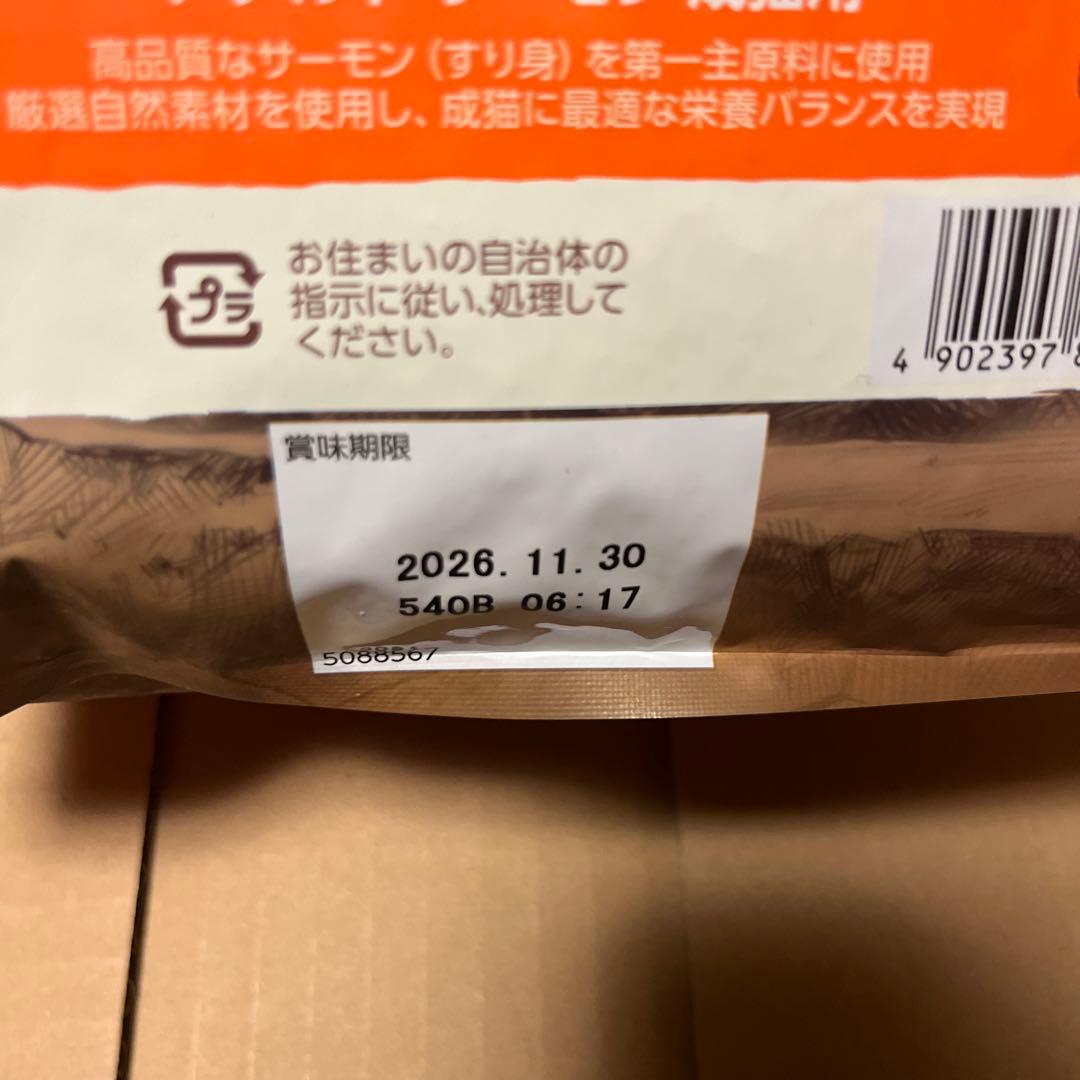 高品質なサーモン(すり身)を第一主原料に使用
厳選自然素材を使用し、成猫に最適な栄養バランスを実現
プラ
お住まいの自治体の
指示に従い、処理して
ください。
4 902397
賞味期限
2026.11.30
540B 06:17
5088567